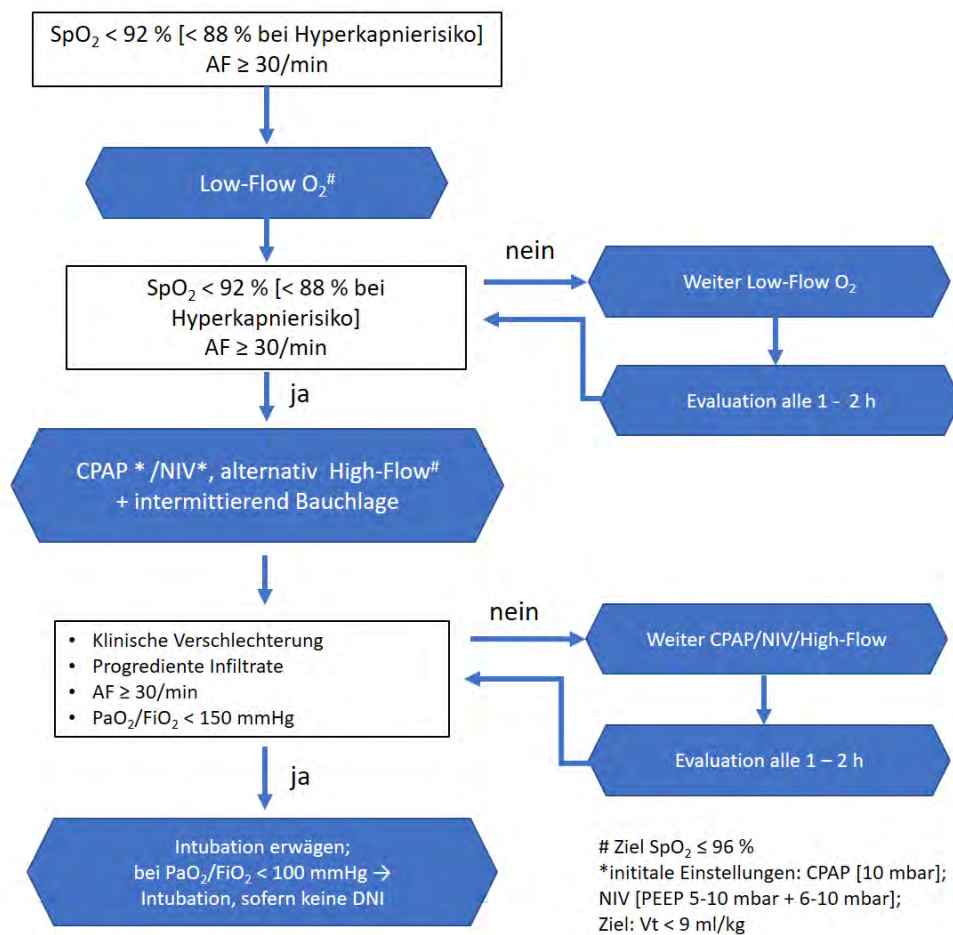 SpO₂ < 92 % [< 88 % bei Hyperkapnierisiko]
AF ≥ 30/min
Low-Flow O₂#
SpO₂ < 92 % [< 88 % bei
Hyperkapnierisiko]
AF ≥ 30/min
nein
Weiter Low-Flow O₂
Evaluation alle 1 - 2 h
ja
CPAP * /NIV*, alternativ High-Flow#
+ intermittierend Bauchlage
• Klinische Verschlechterung
• Progrediente Infiltrate
• AF ≥ 30/min
• PaO₂/FiO₂ < 150 mmHg
nein
Weiter CPAP/NIV/High-Flow
Evaluation alle 1 – 2 h
ja
Intubation erwägen;
bei PaO₂/FiO₂ < 100 mmHg →
Intubation, sofern keine DNI
# Ziel SpO₂ ≤ 96 %
*inititale Einstellungen: CPAP [10 mbar];
NIV [PEEP 5-10 mbar + 6-10 mbar];
Ziel: Vt < 9 ml/kg